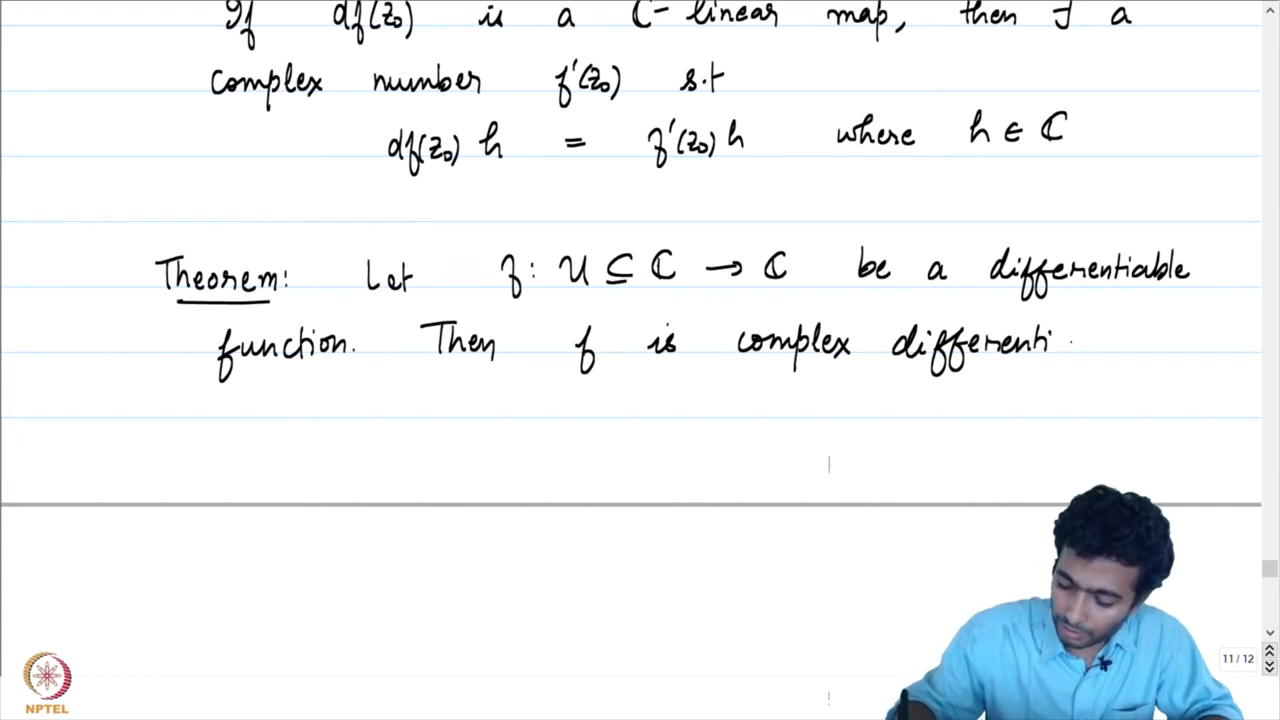 If df(z₀) is a ℂ-linear map, then ∃ a
complex number f'(z₀) s.t
df(z₀) h = f'(z₀) h where h ∈ ℂ
Theorem: Let f: U ⊆ ℂ → ℂ be a differentiable
function. Then f is complex differenti
11 / 12
NPTEL